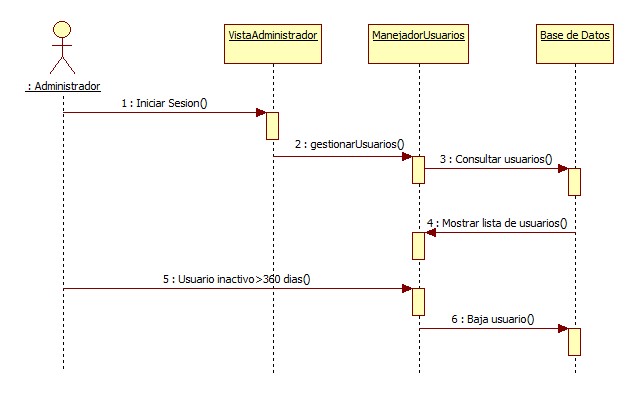 VistaAdministrador
ManejadorUsuarios
Base de Datos
: Administrador
1 : Iniciar Sesion()
2 : gestionarUsuarios()
3 : Consultar usuarios()
4 : Mostrar lista de usuarios()
5 : Usuario inactivo>360 dias()
6 : Baja usuario()